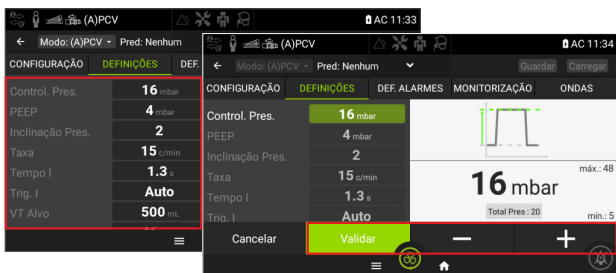 (A)PCV
AC 11:33
Modo: (A)PCV Pred: Nenhum
CONFIGURAÇÃO DEFINIÇÕES DEF.
Control. Pres. 16 mbar
PEEP 4 mbar
Inclinação Pres. 2
Taxa 15 c/min
Tempo I 1.3 s
Trig. I Auto
VT Alvo 500 mL
(A)PCV
AC 11:34
Modo: (A)PCV Pred: Nenhum Guardar Carregar
CONFIGURAÇÃO DEFINIÇÕES DEF. ALARMES MONITORIZAÇÃO ONDAS
Control. Pres. 16 mbar
PEEP 4 mbar
Inclinação Pres. 2
Taxa 15 c/min
Tempo I 1.3 s
Trig. I Auto
máx.: 48
16 mbar
Total Pres : 20
mín.: 5
Cancelar Validar − +